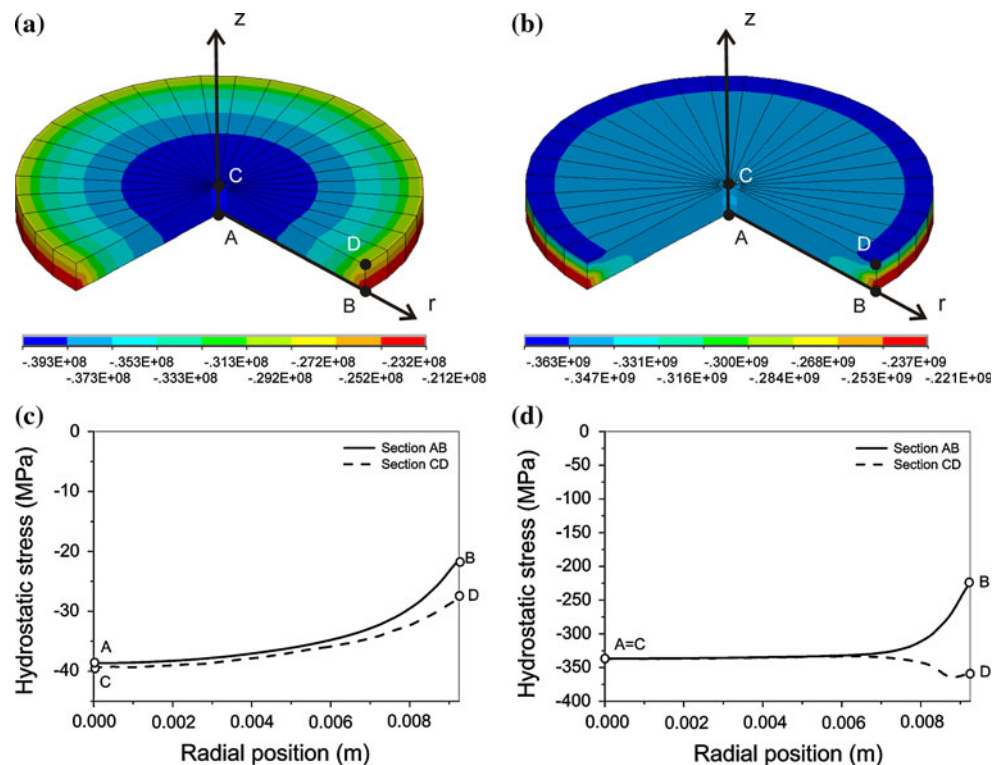 (a)
z
C
A
D
B
r
-.393E+08 -.353E+08 -.313E+08 -.272E+08 -.232E+08
-.373E+08 -.333E+08 -.292E+08 -.252E+08 -.212E+08
(b)
z
C
A
D
B
r
-.363E+09 -.331E+09 -.300E+09 -.268E+09 -.237E+09
-.347E+09 -.316E+09 -.284E+09 -.253E+09 -.221E+09
(c)
Hydrostatic stress (MPa)
0
-10
-20
-30
-40
Section AB
Section CD
A
C
B
D
0.000 0.002 0.004 0.006 0.008
Radial position (m)
(d)
Hydrostatic stress (MPa)
0
-50
-100
-150
-200
-250
-300
-350
-400
Section AB
Section CD
A=C
B
D
0.000 0.002 0.004 0.006 0.008
Radial position (m)